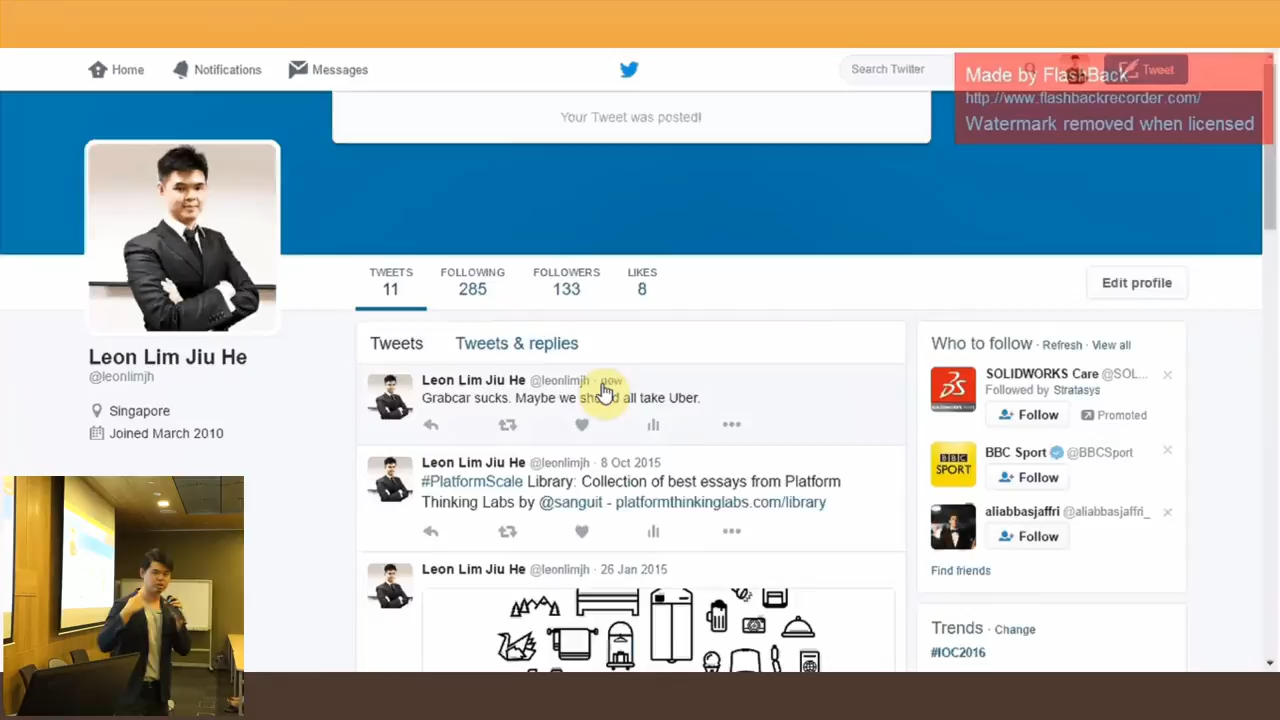 Home
Notifications
Messages
Search Twitter
Tweet
Made by FlashBack
http://www.flashbackrecorder.com/
Watermark removed when licensed
Your Tweet was posted!
TWEETS
11
FOLLOWING
285
FOLLOWERS
133
LIKES
8
Edit profile
Leon Lim Jiu He
@leonlimjh
Singapore
Joined March 2010
Tweets
Tweets & replies
Leon Lim Jiu He @leonlimjh · now
Grabcar sucks. Maybe we should all take Uber.
Leon Lim Jiu He @leonlimjh · 8 Oct 2015
#PlatformScale Library: Collection of best essays from Platform
Thinking Labs by @sanguit - platformthinkinglabs.com/library
Leon Lim Jiu He @leonlimjh · 26 Jan 2015
Who to follow · Refresh · View all
SOLIDWORKS Care @SOL...
Followed by Stratasys
Follow
Promoted
BBC
SPORT
BBC Sport @BBCSport
Follow
aliabbasjaffri @aliabbasjaffri_
Follow
Find friends
Trends · Change
#IOC2016